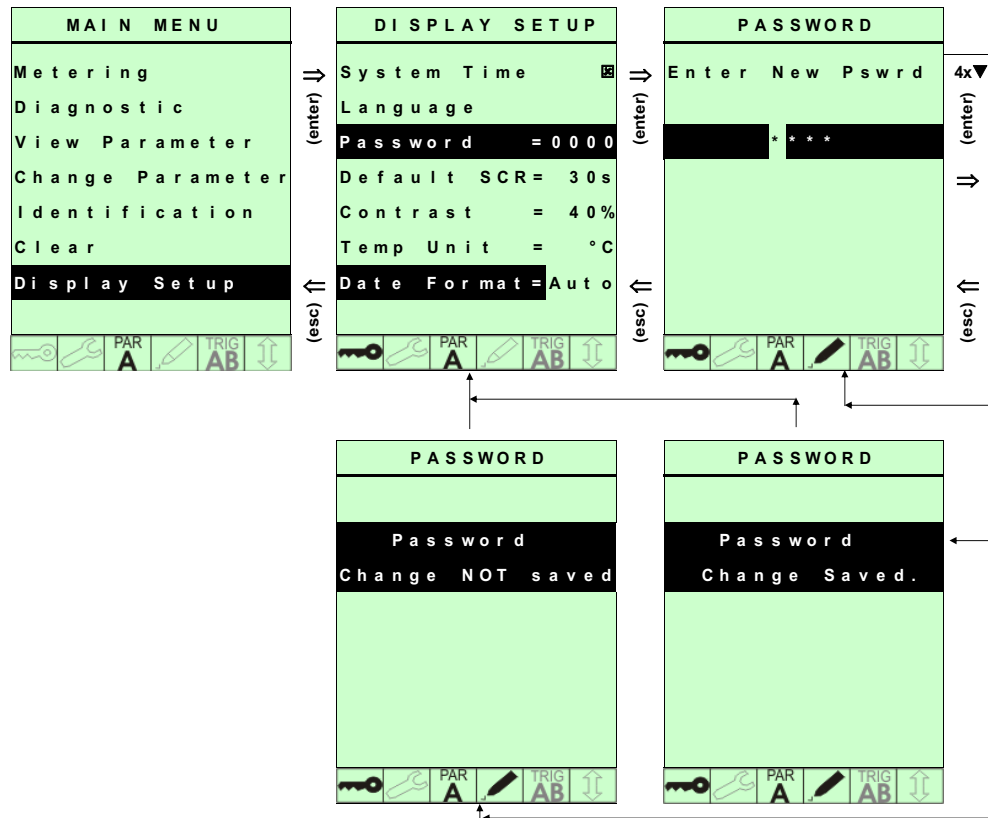 MAIN MENU
Metering
Diagnostic
View Parameter
Change Parameter
Identification
Clear
Display Setup
PAR
A
TRIG
AB
⇒
(enter)
⇐
(esc)
DISPLAY SETUP
System Time
Language
Password =0000
Default SCR= 30s
Contrast = 40%
Temp Unit = °C
Date Format=Auto
PAR
A
TRIG
AB
⇒
(enter)
⇐
(esc)
PASSWORD
Enter New Pswrd
****
PAR
A
TRIG
AB
4x▼
(enter)
⇒
⇐
(esc)
PASSWORD
Password
Change NOT saved
PAR
A
TRIG
AB
PASSWORD
Password
Change Saved.
PAR
A
TRIG
AB